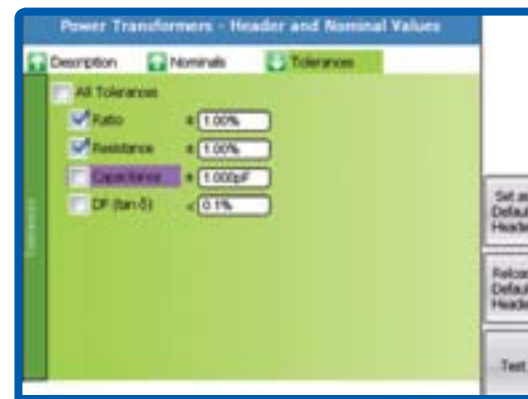 Power Transformers - Header and Nominal Values
Description Nominals Tolerances
All Tolerances
Ratio ± 1.00%
Resistance ± 1.00%
Capacitance ± 1.000pF
DF (tan δ) < 0.1%
Set as
Default
Header
Reload
Default
Header
Test
Tolerances